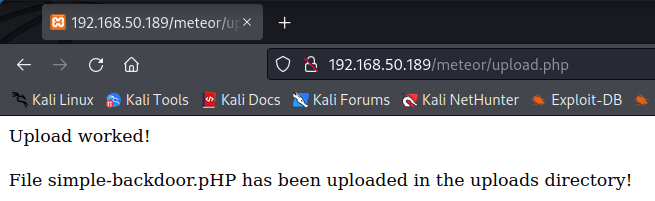 192.168.50.189/meteor/up
192.168.50.189/meteor/upload.php
Kali Linux
Kali Tools
Kali Docs
Kali Forums
Kali NetHunter
Exploit-DB
Upload worked!
File simple-backdoor.pHP has been uploaded in the uploads directory!